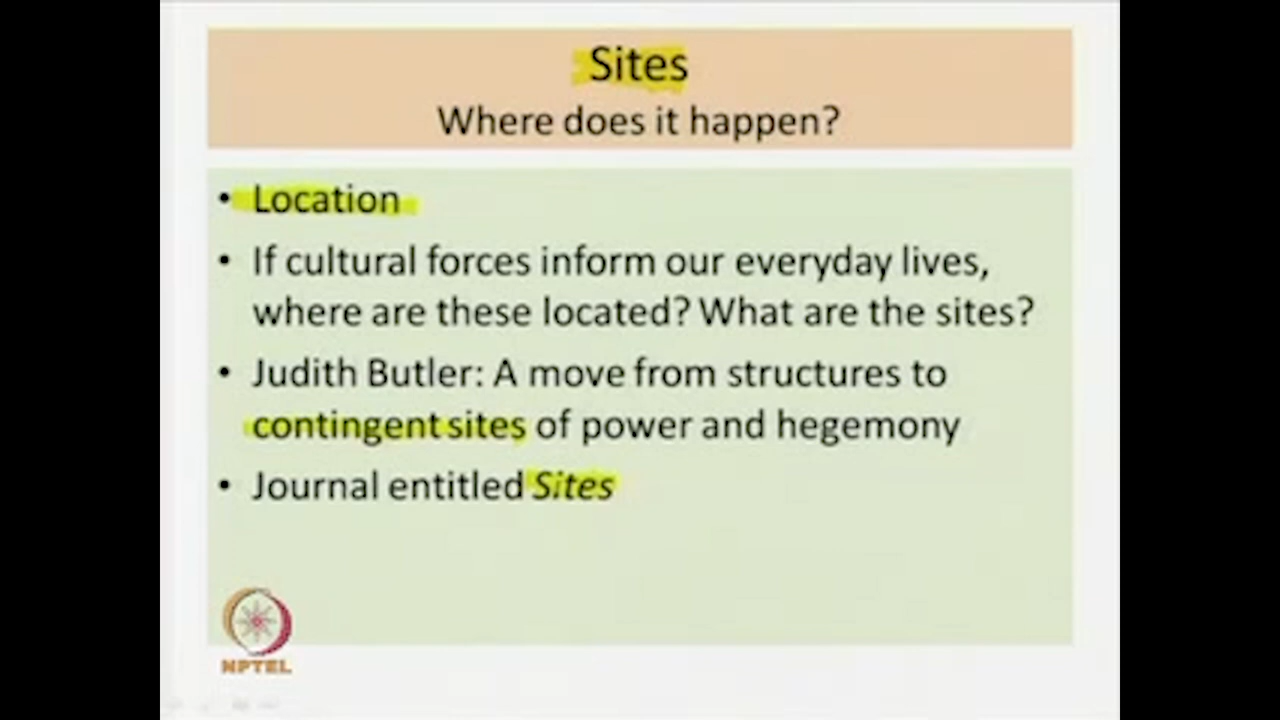 Sites
Where does it happen?
• Location
• If cultural forces inform our everyday lives,
where are these located? What are the sites?
• Judith Butler: A move from structures to
contingent sites of power and hegemony
• Journal entitled Sites
NPTEL